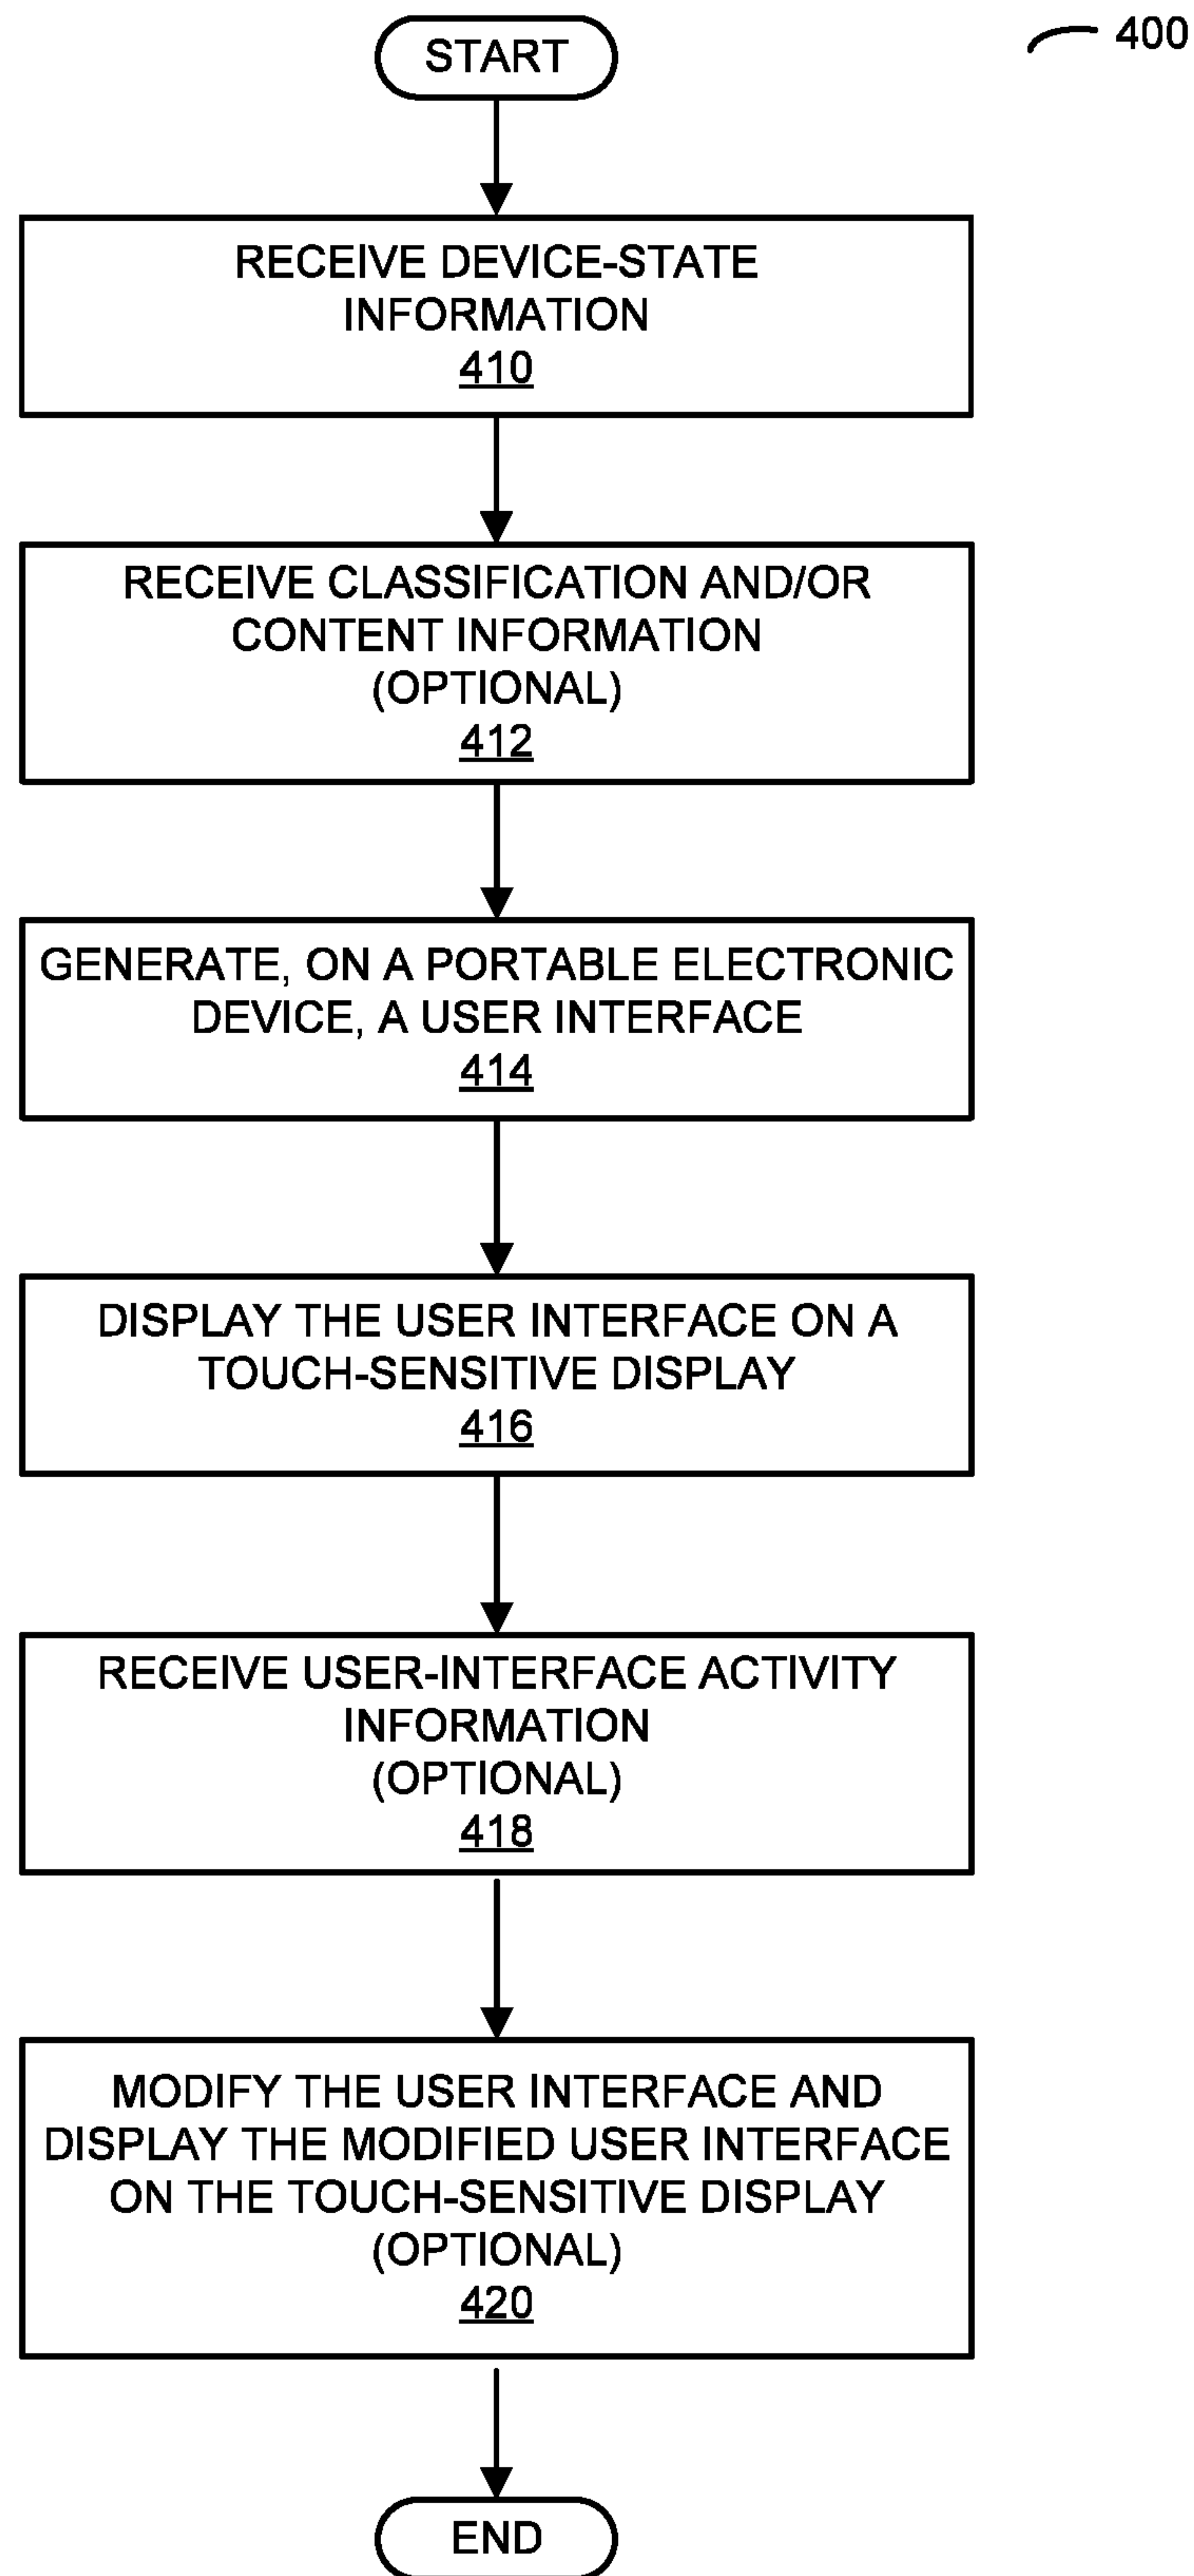 400
START
RECEIVE DEVICE-STATE
INFORMATION
410
RECEIVE CLASSIFICATION AND/OR
CONTENT INFORMATION
(OPTIONAL)
412
GENERATE, ON A PORTABLE ELECTRONIC
DEVICE, A USER INTERFACE
414
DISPLAY THE USER INTERFACE ON A
TOUCH-SENSITIVE DISPLAY
416
RECEIVE USER-INTERFACE ACTIVITY
INFORMATION
(OPTIONAL)
418
MODIFY THE USER INTERFACE AND
DISPLAY THE MODIFIED USER INTERFACE
ON THE TOUCH-SENSITIVE DISPLAY
(OPTIONAL)
420
END